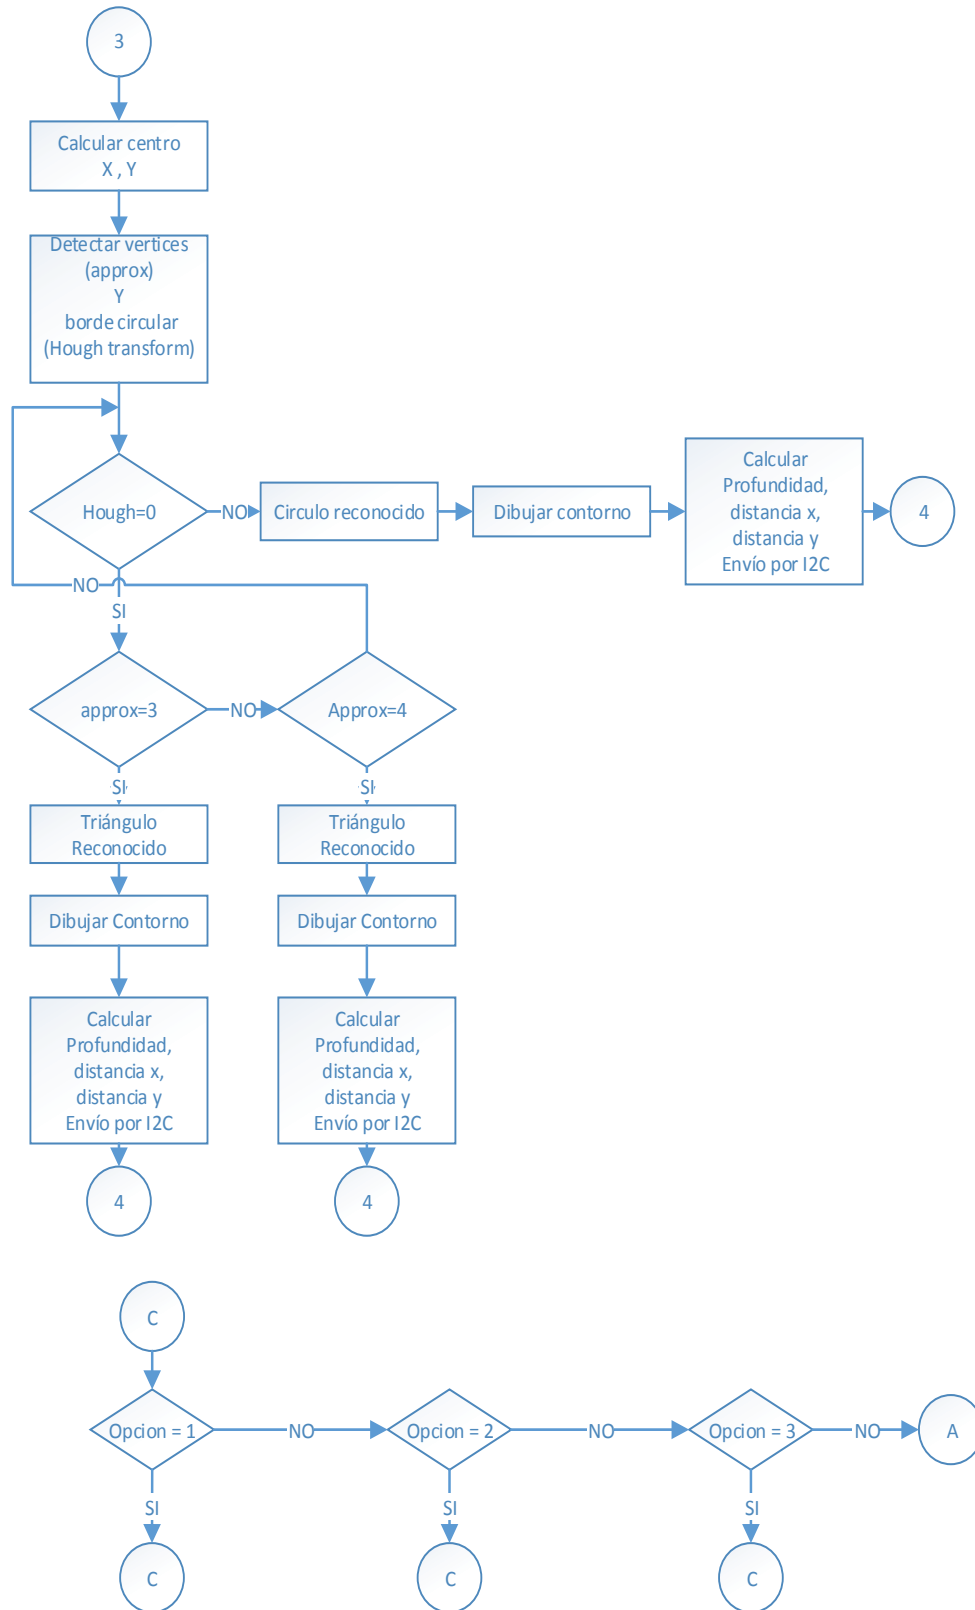 3
Calcular centro
X , Y
Detectar vertices
(approx)
Y
borde circular
(Hough transform)
Hough=0
NO
Circulo reconocido
Dibujar contorno
Calcular
Profundidad,
distancia x,
distancia y
Envío por I2C
4
NO
SI
approx=3
NO
Approx=4
SI
SI
Triángulo
Reconocido
Triángulo
Reconocido
Dibujar Contorno
Dibujar Contorno
Calcular
Profundidad,
distancia x,
distancia y
Envío por I2C
Calcular
Profundidad,
distancia x,
distancia y
Envío por I2C
4
4
C
Opcion = 1
NO
Opcion = 2
NO
Opcion = 3
NO
A
SI
SI
SI
C
C
C